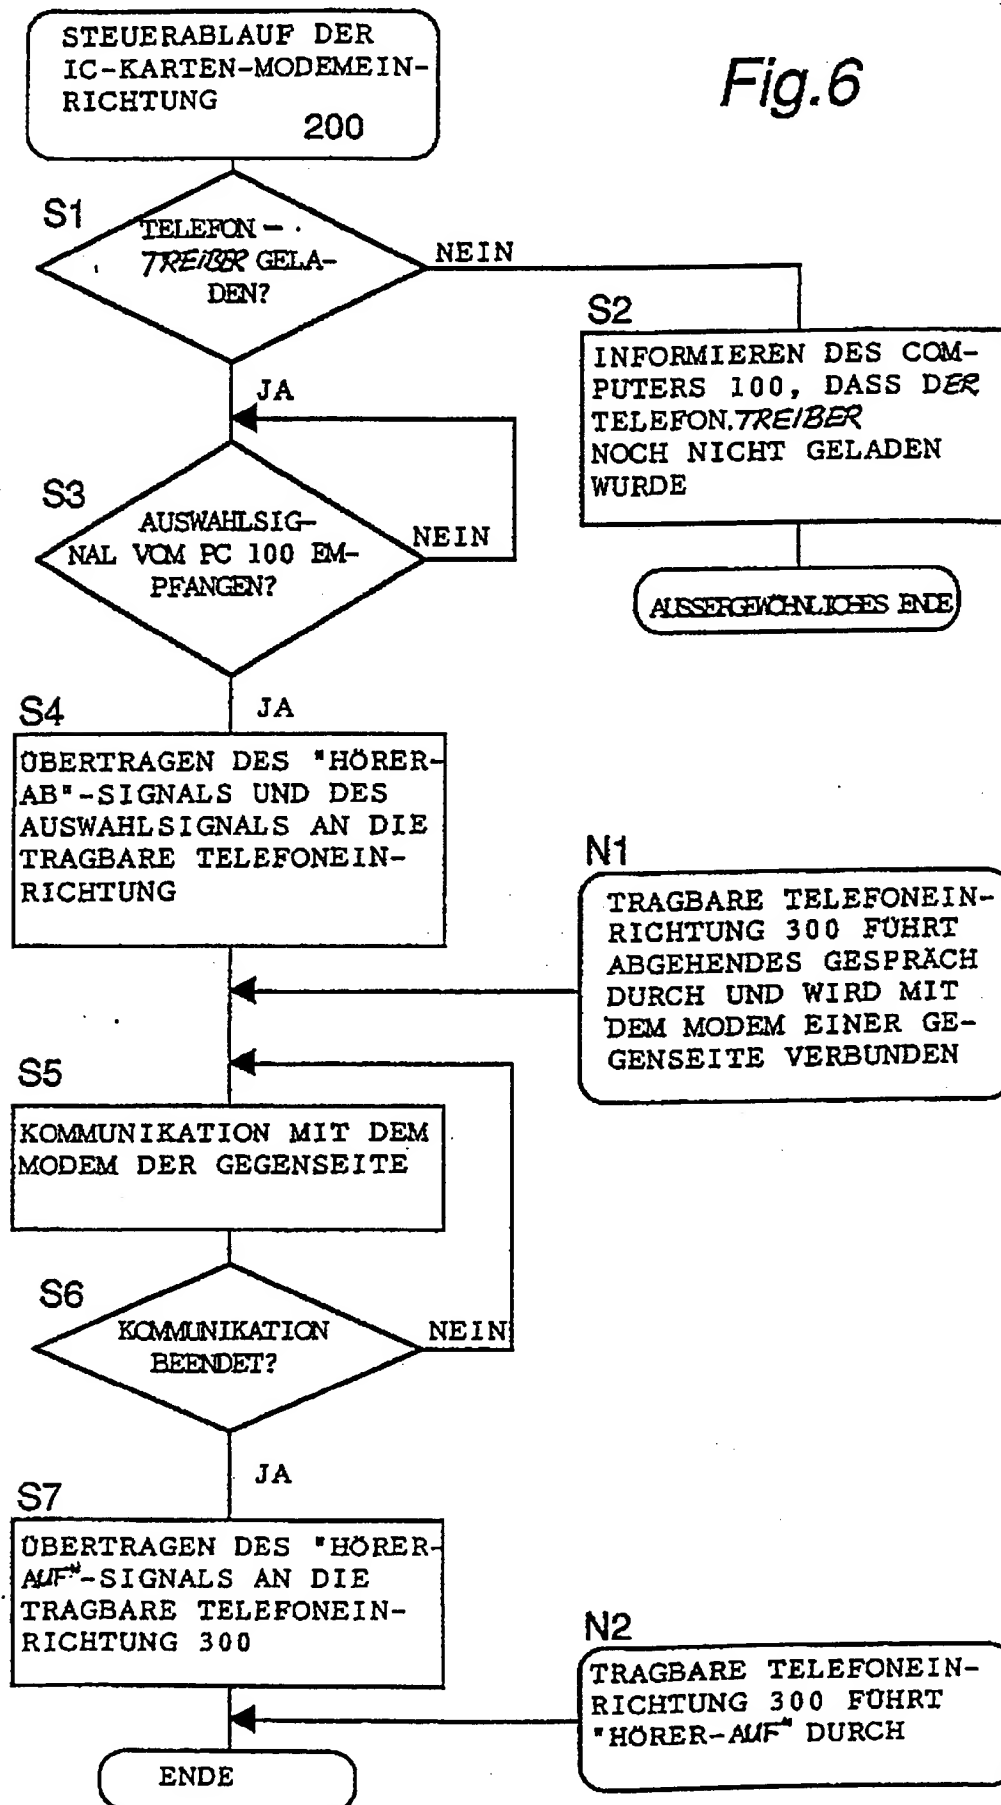 STEUERABLAUF DER
IC-KARTEN-MODEMEIN-
RICHTUNG
200
Fig.6
S1
TELEFON-
TREIBER GELA-
DEN?
NEIN
JA
S2
INFORMIEREN DES COM-
PUTERS 100, DASS DER
TELEFON.TREIBER
NOCH NICHT GELADEN
WURDE
AUSSERGEWÖHNLICHES ENDE
S3
AUSWAHLSIG-
NAL VOM PC 100 EM-
PFANGEN?
NEIN
JA
S4
ÜBERTRAGEN DES "HÖRER-
AB"-SIGNALS UND DES
AUSWAHLSIGNALS AN DIE
TRAGBARE TELEFONEIN-
RICHTUNG
N1
TRAGBARE TELEFONEIN-
RICHTUNG 300 FÜHRT
ABGEHENDES GESPRÄCH
DURCH UND WIRD MIT
DEM MODEM EINER GE-
GENSEITE VERBUNDEN
S5
KOMMUNIKATION MIT DEM
MODEM DER GEGENSEITE
S6
KOMMUNIKATION
BEENDET?
NEIN
JA
S7
ÜBERTRAGEN DES "HÖRER-
AUF"-SIGNALS AN DIE
TRAGBARE TELEFONEIN-
RICHTUNG 300
N2
TRAGBARE TELEFONEIN-
RICHTUNG 300 FÜHRT
"HÖRER-AUF" DURCH
ENDE